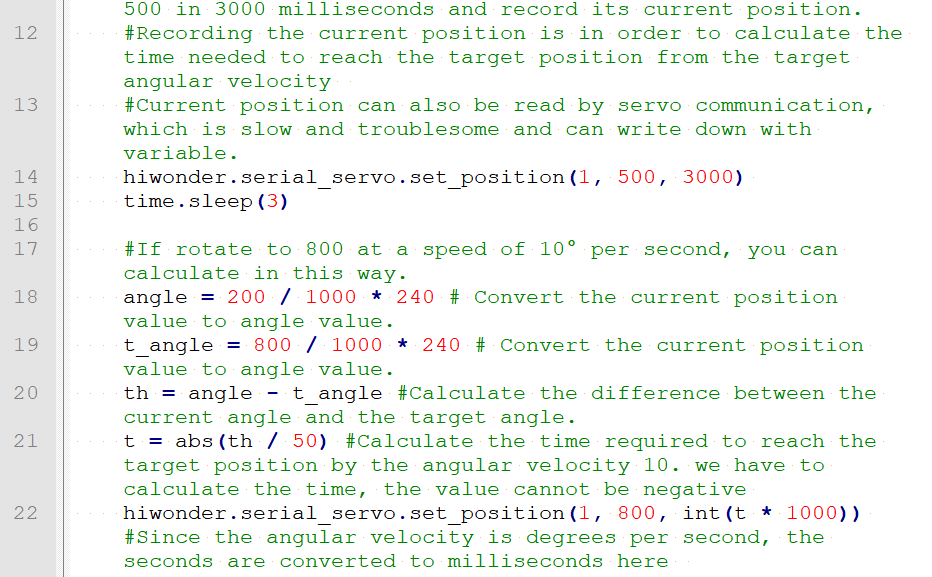 500 in 3000 milliseconds and record its current position.
12 #Recording the current position is in order to calculate the
time needed to reach the target position from the target
angular velocity
13 #Current position can also be read by servo communication,
which is slow and troublesome and can write down with
variable.
14 hiwonder.serial_servo.set_position(1, 500, 3000)
15 time.sleep(3)
16
17 #If rotate to 800 at a speed of 10° per second, you can
calculate in this way.
18 angle = 200 / 1000 * 240 # Convert the current position
value to angle value.
19 t_angle = 800 / 1000 * 240 # Convert the current position
value to angle value.
20 th = angle - t_angle #Calculate the difference between the
current angle and the target angle.
21 t = abs(th / 50) #Calculate the time required to reach the
target position by the angular velocity 10. we have to
calculate the time, the value cannot be negative
22 hiwonder.serial_servo.set_position(1, 800, int(t * 1000))
#Since the angular velocity is degrees per second, the
seconds are converted to milliseconds here